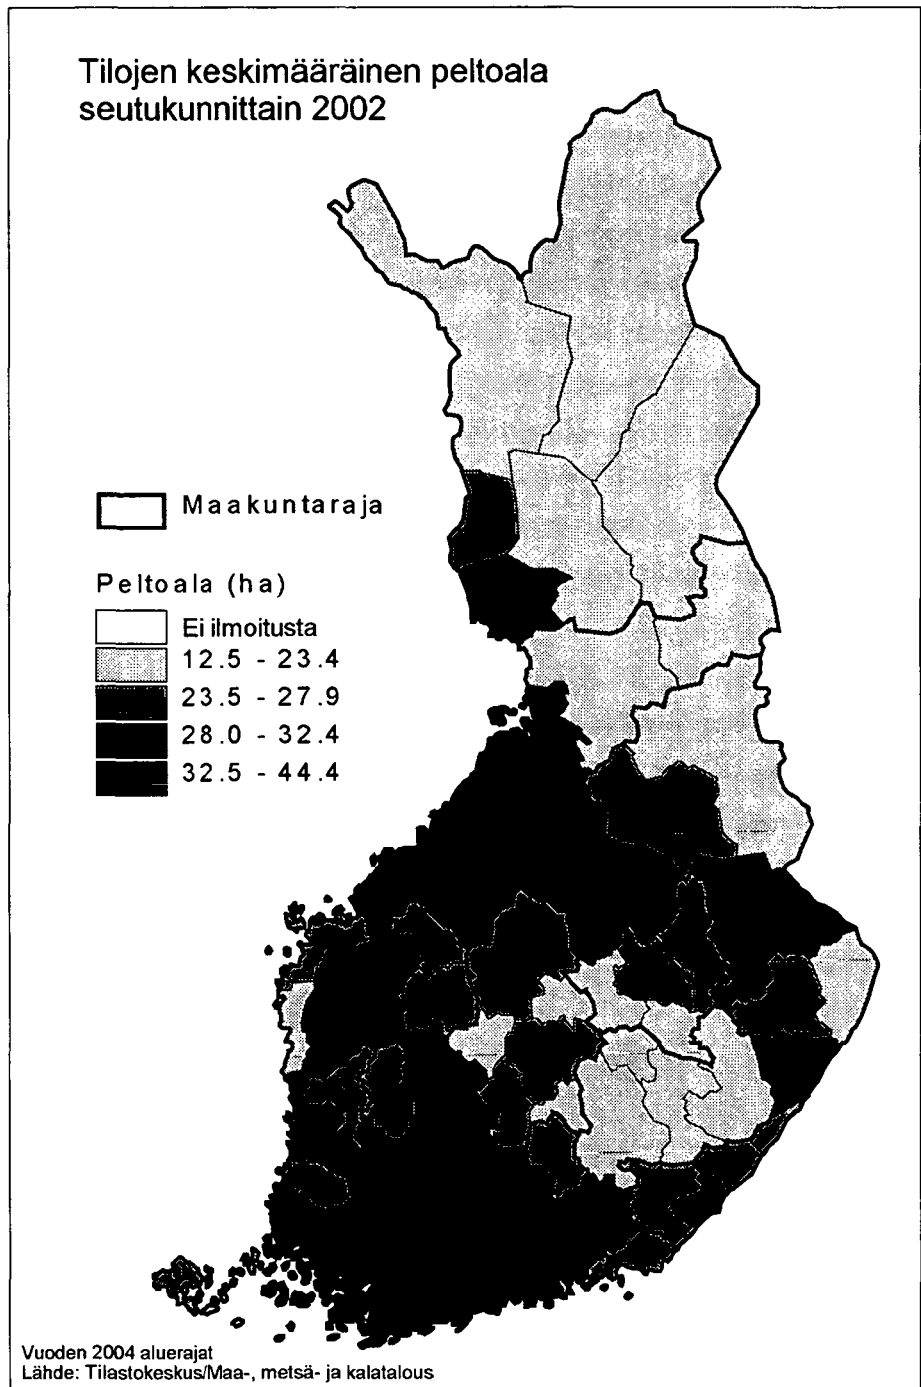 Tilojen keskimääräinen peltoala
seutukunnittain 2002
Maakuntaraja
Peltoala (ha)
Ei ilmoitusta
12.5 - 23.4
23.5 - 27.9
28.0 - 32.4
32.5 - 44.4
Vuoden 2004 aluerajat
Lähde: Tilastokeskus/Maa-, metsä- ja kalatalous